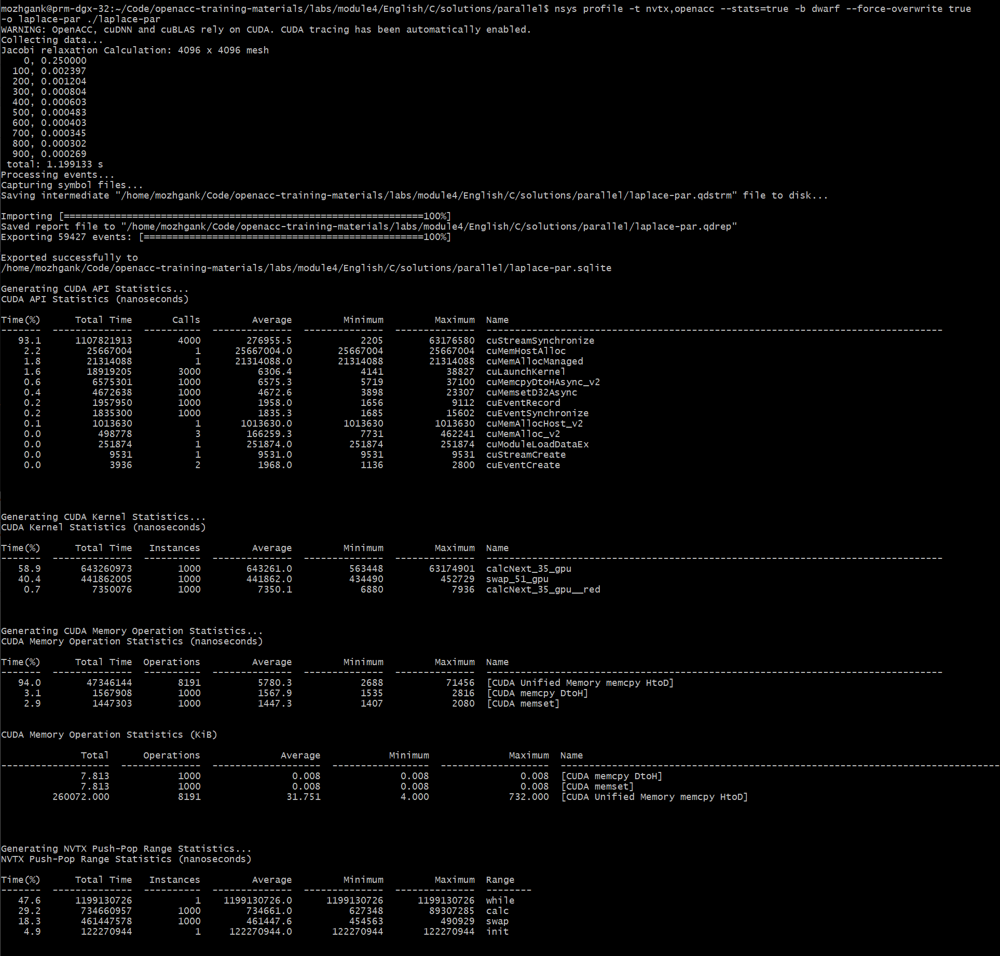 mozhgank@prm-dgx-32:~/Code/openacc-training-materials/labs/module4/English/C/solutions/parallel$ nsys profile -t nvtx,openacc --stats=true -b dwarf --force-overwrite true
-o laplace-par ./laplace-par
WARNING: OpenACC, cuDNN and cuBLAS rely on CUDA. CUDA tracing has been automatically enabled.
Collecting data...
Jacobi relaxation Calculation: 4096 x 4096 mesh
    0, 0.250000
  100, 0.002397
  200, 0.001204
  300, 0.000804
  400, 0.000603
  500, 0.000483
  600, 0.000403
  700, 0.000345
  800, 0.000302
  900, 0.000269
 total: 1.199133 s
Processing events...
Capturing symbol files...
Saving intermediate "/home/mozhgank/Code/openacc-training-materials/labs/module4/English/C/solutions/parallel/laplace-par.qdstrm" file to disk...
Importing [===============================================================100%]
Saved report file to "/home/mozhgank/Code/openacc-training-materials/labs/module4/English/C/solutions/parallel/laplace-par.qdrep"
Exporting 59427 events: [=================================================100%]
Exported successfully to
/home/mozhgank/Code/openacc-training-materials/labs/module4/English/C/solutions/parallel/laplace-par.sqlite
Generating CUDA API Statistics...
CUDA API Statistics (nanoseconds)
Time(%) Total Time Calls Average Minimum Maximum Name
------- -------------- ---------- -------------- -------------- -------------- --------------------------------------------------------------------------------
93.1 1107821913 4000 276955.5 2205 63176580 cuStreamSynchronize
2.2 25667004 1 25667004.0 25667004 25667004 cuMemHostAlloc
1.8 21314088 1 21314088.0 21314088 21314088 cuMemAllocManaged
1.6 18919205 3000 6306.4 4141 38827 cuLaunchKernel
0.6 6575301 1000 6575.3 5719 37100 cuMemcpyDtoHAsync_v2
0.4 4672638 1000 4672.6 3898 23307 cuMemsetD32Async
0.2 1957950 1000 1958.0 1656 9112 cuEventRecord
0.2 1835300 1000 1835.3 1685 15602 cuEventSynchronize
0.1 1013630 1 1013630.0 1013630 1013630 cuMemAllocHost_v2
0.0 498778 3 166259.3 7731 462241 cuMemAlloc_v2
0.0 251874 1 251874.0 251874 251874 cuModuleLoadDataEx
0.0 9531 1 9531.0 9531 9531 cuStreamCreate
0.0 3936 2 1968.0 1136 2800 cuEventCreate
Generating CUDA Kernel Statistics...
CUDA Kernel Statistics (nanoseconds)
Time(%) Total Time Instances Average Minimum Maximum Name
------- -------------- ---------- -------------- -------------- -------------- --------------------------------------------------------------------------------
58.9 643260973 1000 643261.0 563448 63174901 calcNext_35_gpu
40.4 441862005 1000 441862.0 434490 452729 swap_51_gpu
0.7 7350076 1000 7350.1 6880 7936 calcNext_35_gpu__red
Generating CUDA Memory Operation Statistics...
CUDA Memory Operation Statistics (nanoseconds)
Time(%) Total Time Operations Average Minimum Maximum Name
------- -------------- ---------- -------------- -------------- -------------- --------------------------------------------------------------------------------
94.0 47346144 8191 5780.3 2688 71456 [CUDA Unified Memory memcpy HtoD]
3.1 1567908 1000 1567.9 1535 2816 [CUDA memcpy DtoH]
2.9 1447303 1000 1447.3 1407 2080 [CUDA memset]
CUDA Memory Operation Statistics (KiB)
Total Operations Average Minimum Maximum Name
------------------- -------------- ------------------- ----------------- ------------------- -----------------------------------------------------------------------------
7.813 1000 0.008 0.008 0.008 [CUDA memcpy DtoH]
7.813 1000 0.008 0.008 0.008 [CUDA memset]
260072.000 8191 31.751 4.000 732.000 [CUDA Unified Memory memcpy HtoD]
Generating NVTX Push-Pop Range Statistics...
NVTX Push-Pop Range Statistics (nanoseconds)
Time(%) Total Time Instances Average Minimum Maximum Range
------- -------------- ---------- -------------- -------------- -------------- --------
47.6 1199130726 1 1199130726.0 1199130726 1199130726 while
29.2 734660957 1000 734661.0 627348 89307285 calc
18.3 461447578 1000 461447.6 454563 490929 swap
4.9 122270944 1 122270944.0 122270944 122270944 init